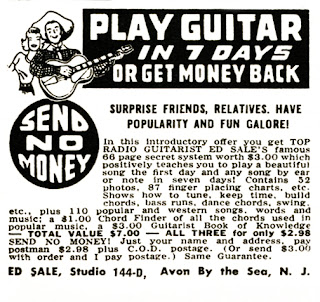 PLAY GUITAR
IN 7 DAYS
OR GET MONEY BACK
SEND
NO
MONEY
SURPRISE FRIENDS, RELATIVES. HAVE
POPULARITY AND FUN GALORE!
In this Introductory offer you get TOP
RADIO GUITARIST ED SALE'S famous
66 page secret system worth $3.00 which
positively teaches you to play a beautiful
song the first day and any song by ear
or note in seven days! Contains 52
photos, 87 finger placing charts, etc.
Shows how to tune, keep time, build
chords, bass runs, dance chords, swing,
etc., plus 110 popular and western songs. Words and
music; a $1.00 Chord Finder of all the chords used in
popular music, a $3.00 Guitarist Book of Knowledge
— TOTAL VALUE $7.00 — ALL THREE for only $2.98
SEND NO MONEY! Just your name and address, pay
postman $2.98 plus C.O.D. postage. (Or send $3.00
with order and I pay postage.) Same Guarantee.
ED SALE, Studio 144-D, Avon By the Sea, N. J.